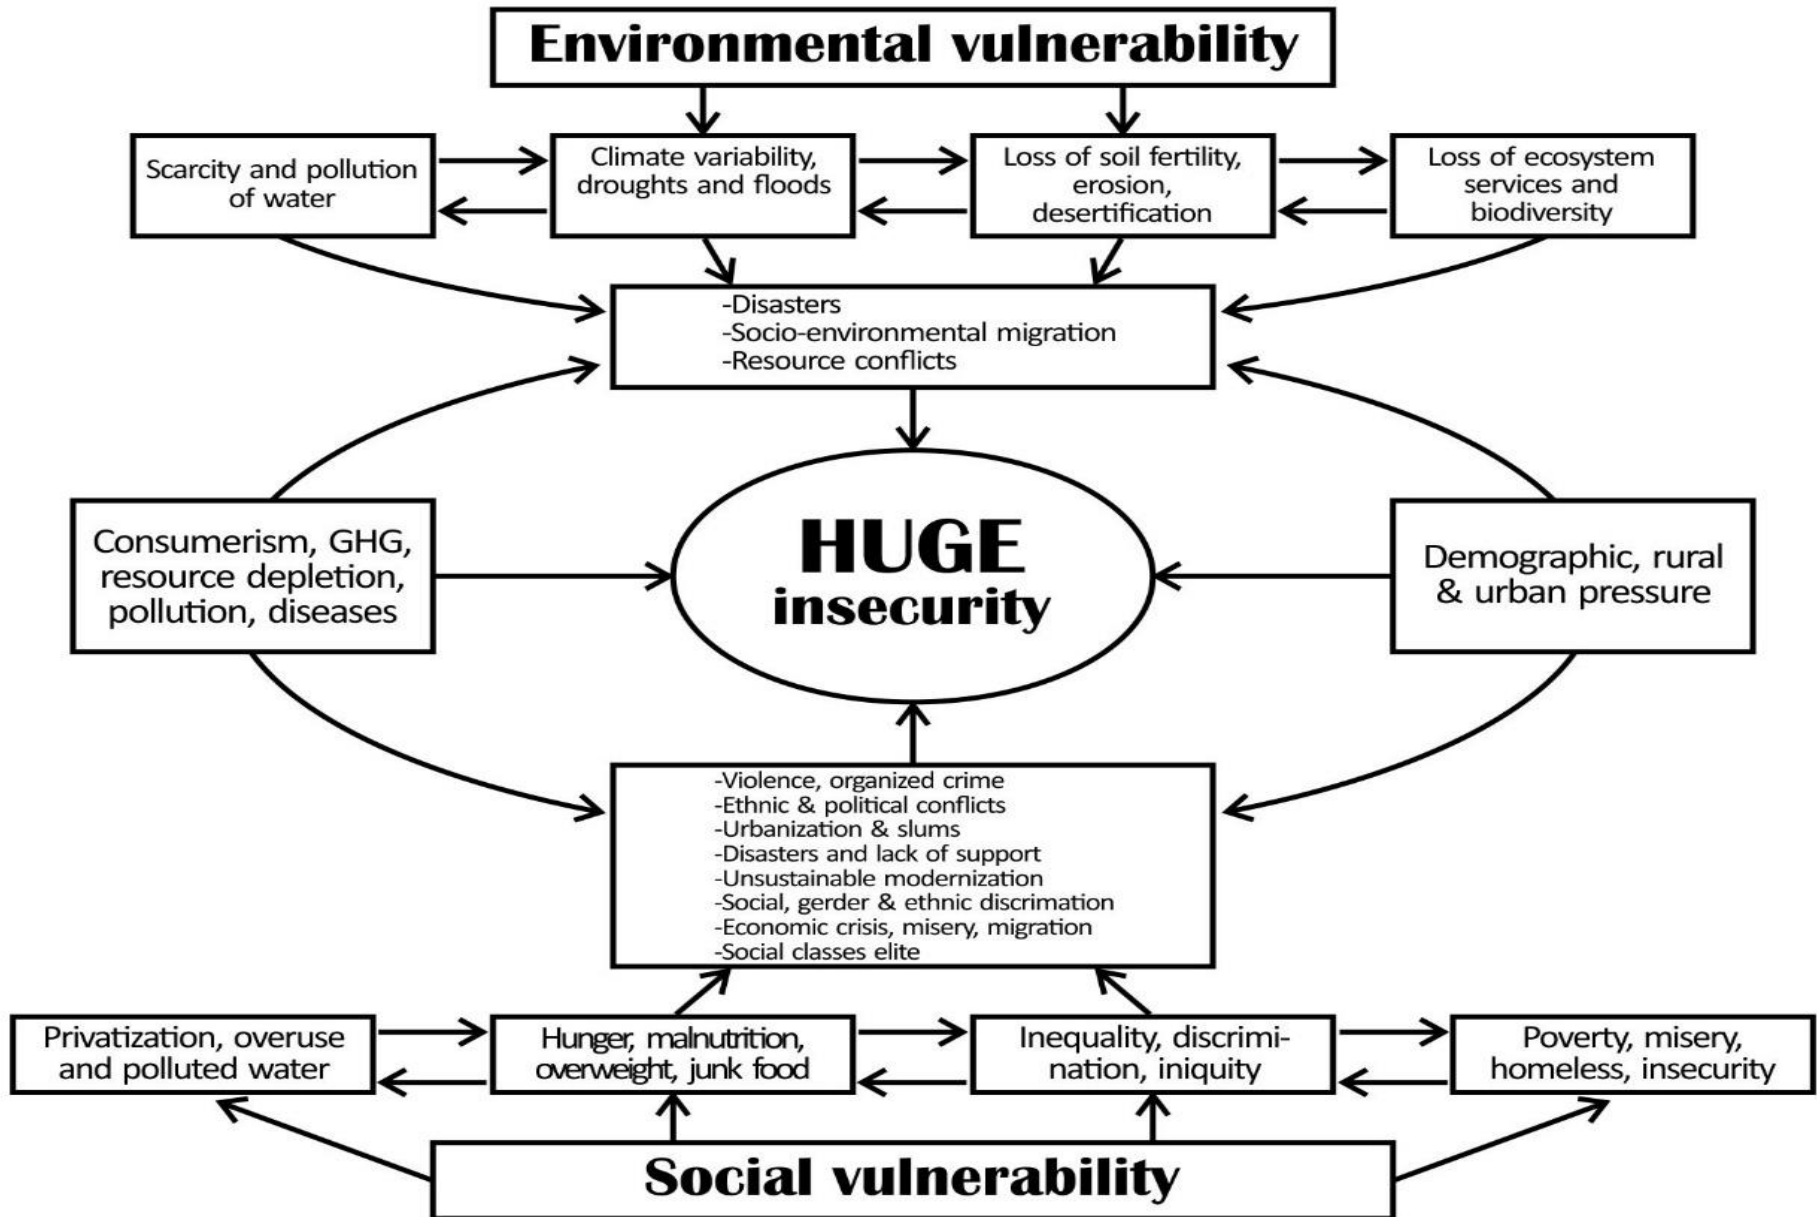 Environmental vulnerability
Scarcity and pollution
of water
Climate variability,
droughts and floods
Loss of soil fertility,
erosion,
desertification
Loss of ecosystem
services and
biodiversity
-Disasters
-Socio-environmental migration
-Resource conflicts
Consumerism, GHG,
resource depletion,
pollution, diseases
HUGE
insecurity
Demographic, rural
& urban pressure
-Violence, organized crime
-Ethnic & political conflicts
-Urbanization & slums
-Disasters and lack of support
-Unsustainable modernization
-Social, gerder & ethnic discrimation
-Economic crisis, misery, migration
-Social classes elite
Privatization, overuse
and polluted water
Hunger, malnutrition,
overweight, junk food
Inequality, discrimi-
nation, iniquity
Poverty, misery,
homeless, insecurity
Social vulnerability